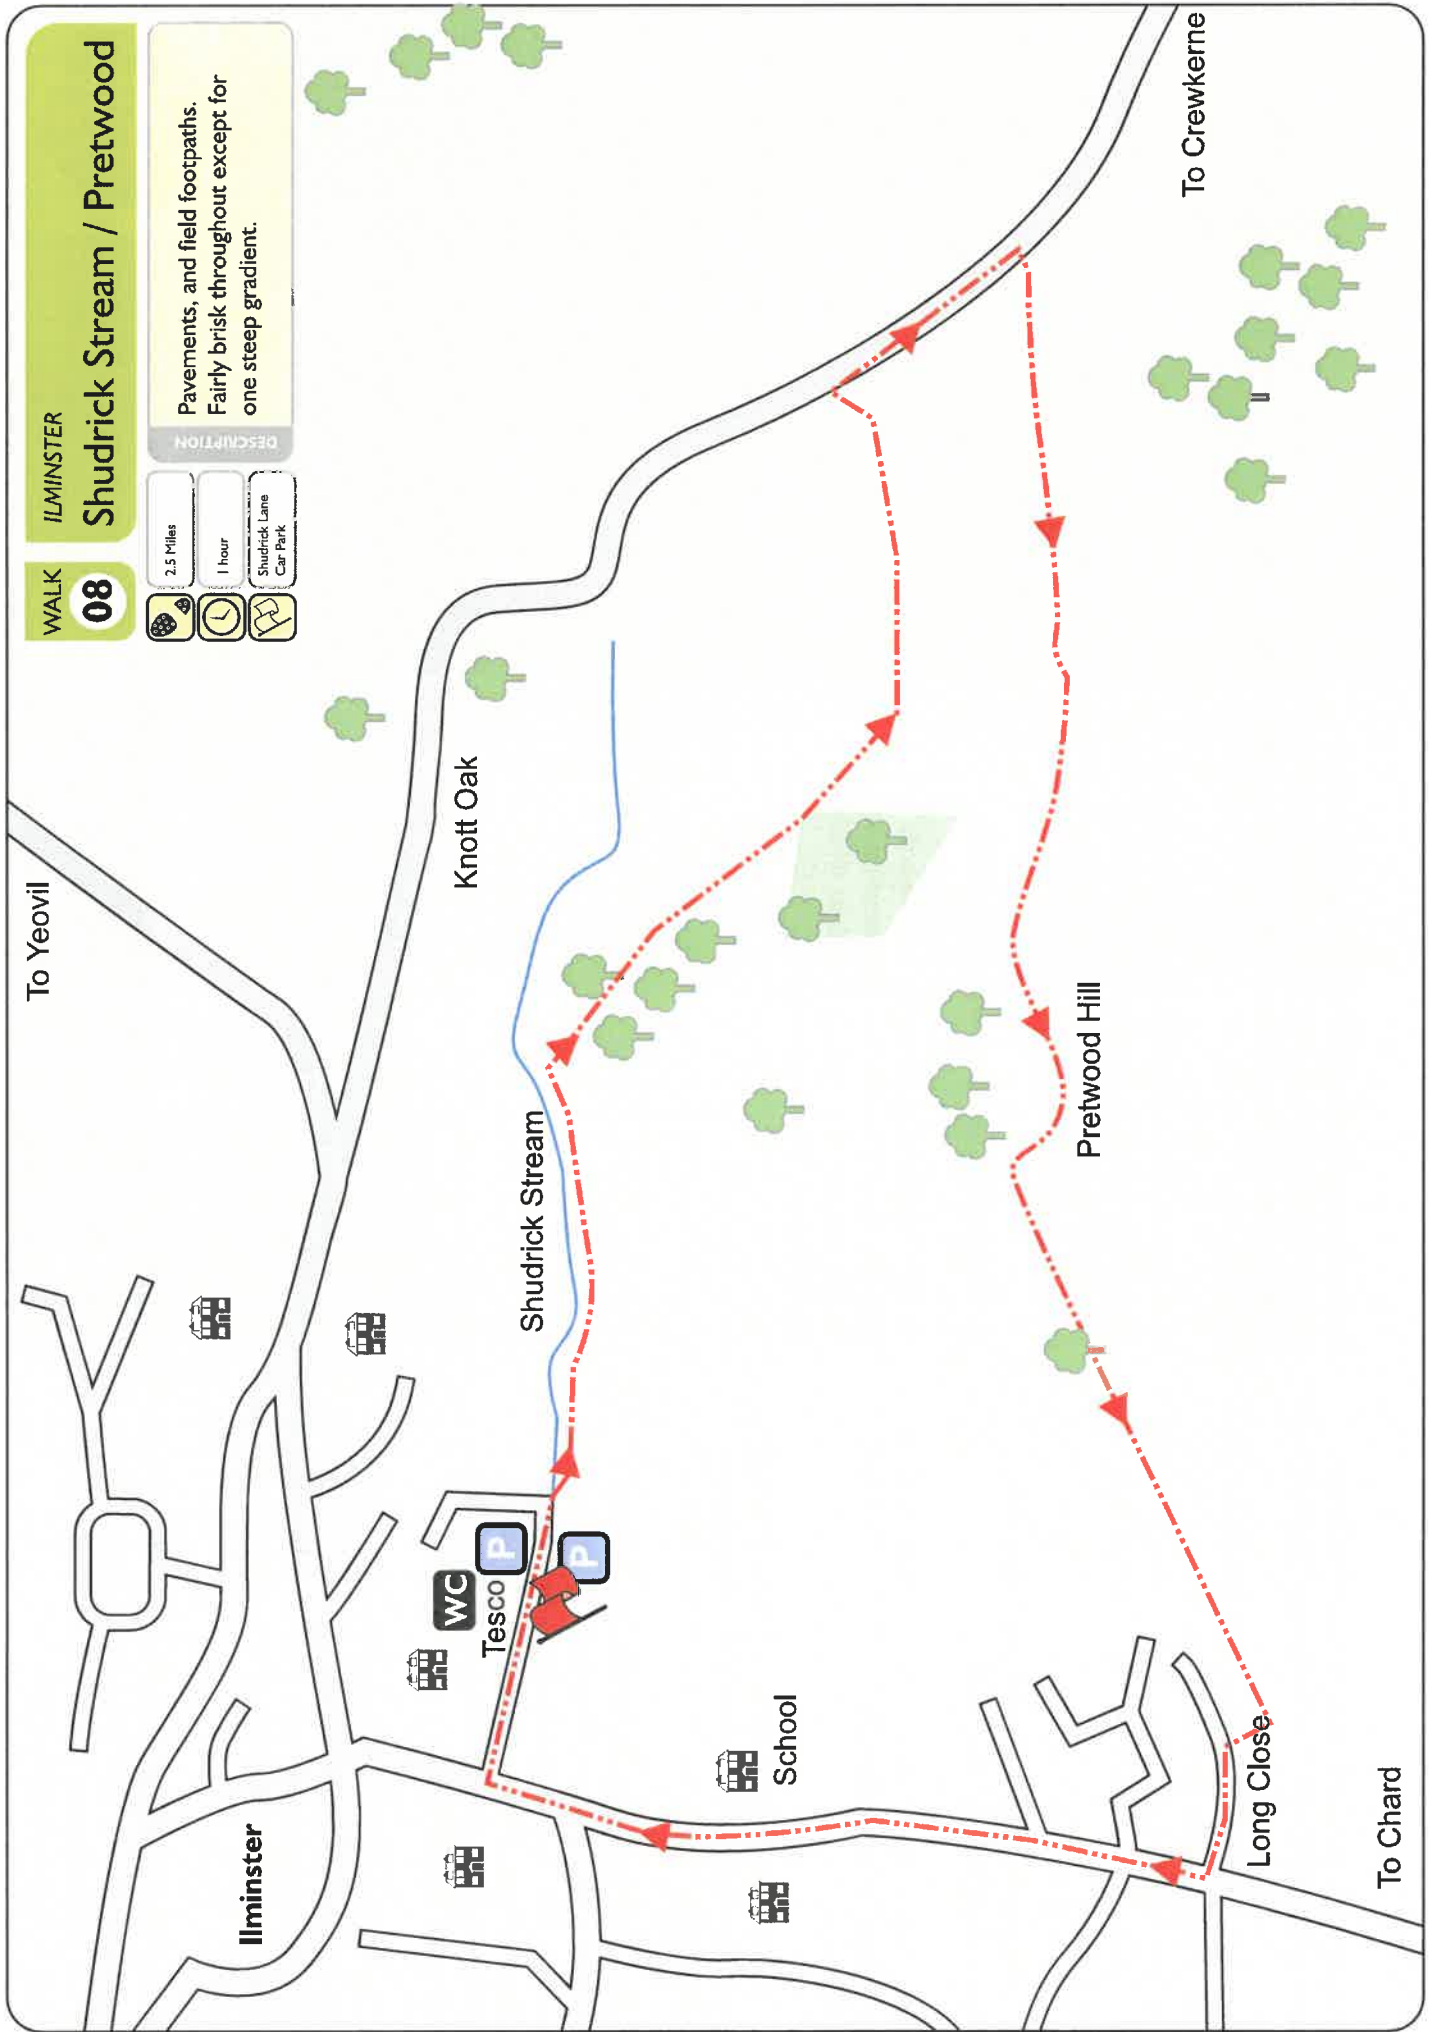 WALK
08
ILMINSTER
Shudrick Stream / Pretwood
2.5 Miles
1 hour
Shudrick Lane
Car Park
DESCRIPTION
Pavements, and field footpaths.
Fairly brisk throughout except for
one steep gradient.
To Yeovil
Knott Oak
To Crewkerne
Shudrick Stream
Ilminster
WC
Tesco
P
P
School
Pretwood Hill
Long Close
To Chard